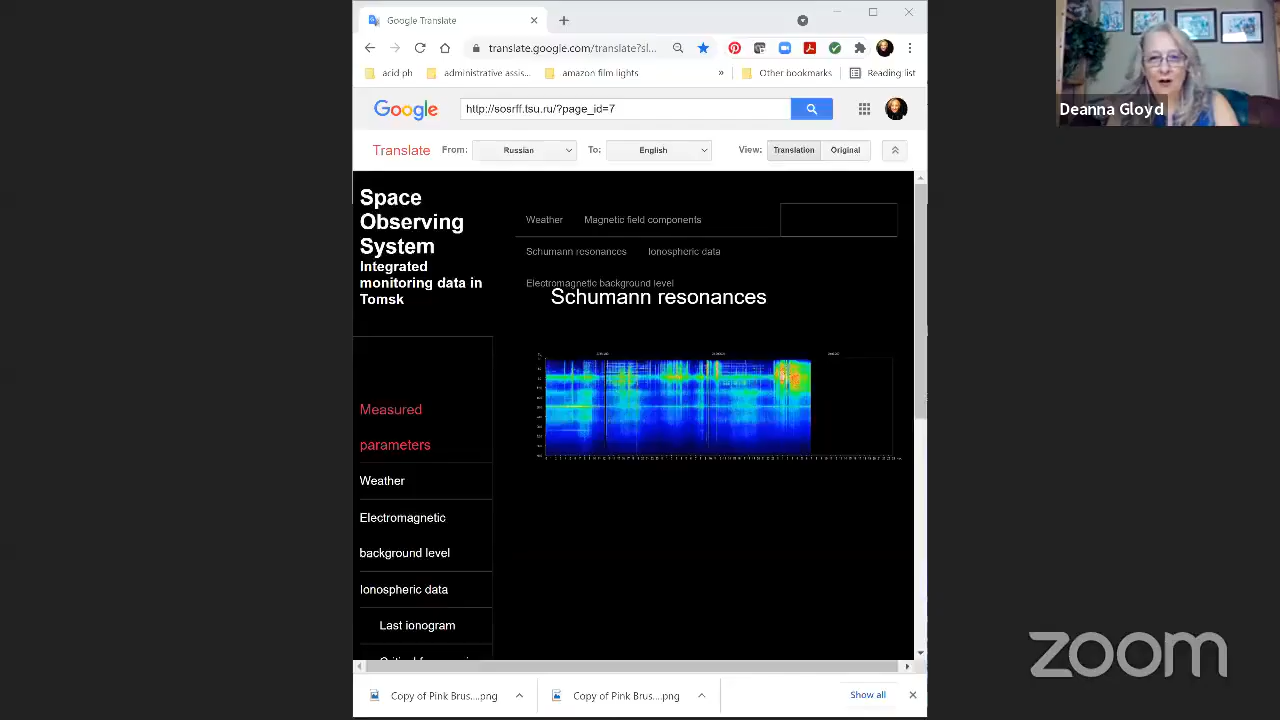 Google Translate
translate.google.com/translate?sl...
arid ph
administrative assis...
amazon film lights
»
Other bookmarks
Reading list
Google
http://sosrff.tsu.ru/?page_id=7
Translate
From:
Russian
To:
English
View:
Translation
Original
Space
Observing
System
Integrated
monitoring data in
Tomsk
Weather
Magnetic field components
Schumann resonances
Ionospheric data
Electromagnetic background level
Schumann resonances
Measured
parameters
Weather
Electromagnetic
background level
Ionospheric data
Last ionogram
Copy of Pink Brus....png
Copy of Pink Brus....png
Show all
Deanna Gloyd
zoom